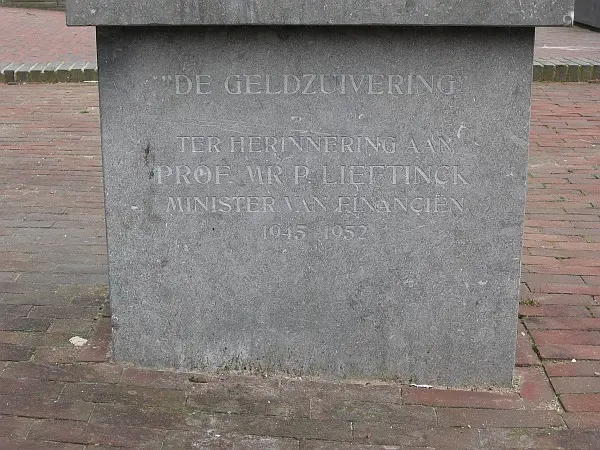 "DE GELDZUIVERING"
TER HERINNERING AAN
PROF. MR. P. LIEFTINCK
MINISTER VAN FINANCIËN
1945-1952